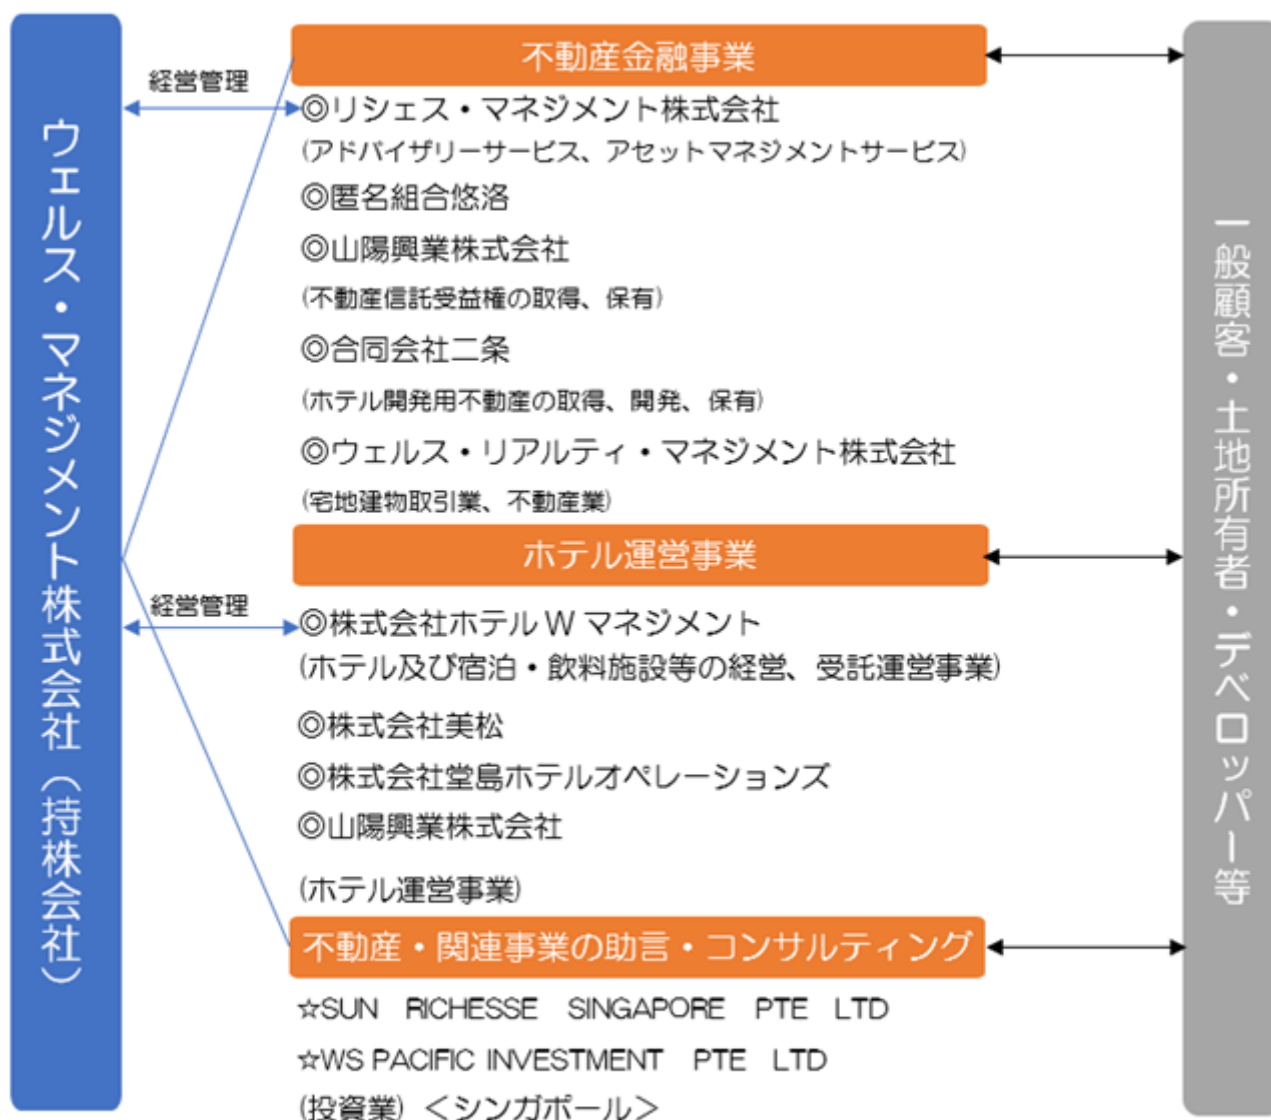 ウェルス・マネジメント株式会社（持株会社）
経営管理
不動産金融事業
◎リシェス・マネジメント株式会社
(アドバイザリーサービス、アセットマネジメントサービス)
◎匿名組合悠洛
◎山陽興業株式会社
(不動産信託受益権の取得、保有)
◎合同会社二条
(ホテル開発用不動産の取得、開発、保有)
◎ウェルス・リアルティ・マネジメント株式会社
(宅地建物取引業、不動産業)
ホテル運営事業
経営管理
◎株式会社ホテル W マネジメント
(ホテル及び宿泊・飲料施設等の経営、受託運営事業)
◎株式会社美松
◎株式会社堂島ホテルオペレーションズ
◎山陽興業株式会社
(ホテル運営事業)
不動産・関連事業の助言・コンサルティング
☆SUN RICHESSE SINGAPORE PTE LTD
☆WS PACIFIC INVESTMENT PTE LTD
(投資業) ＜シンガポール＞
一般顧客・土地所有者・デベロッパー等